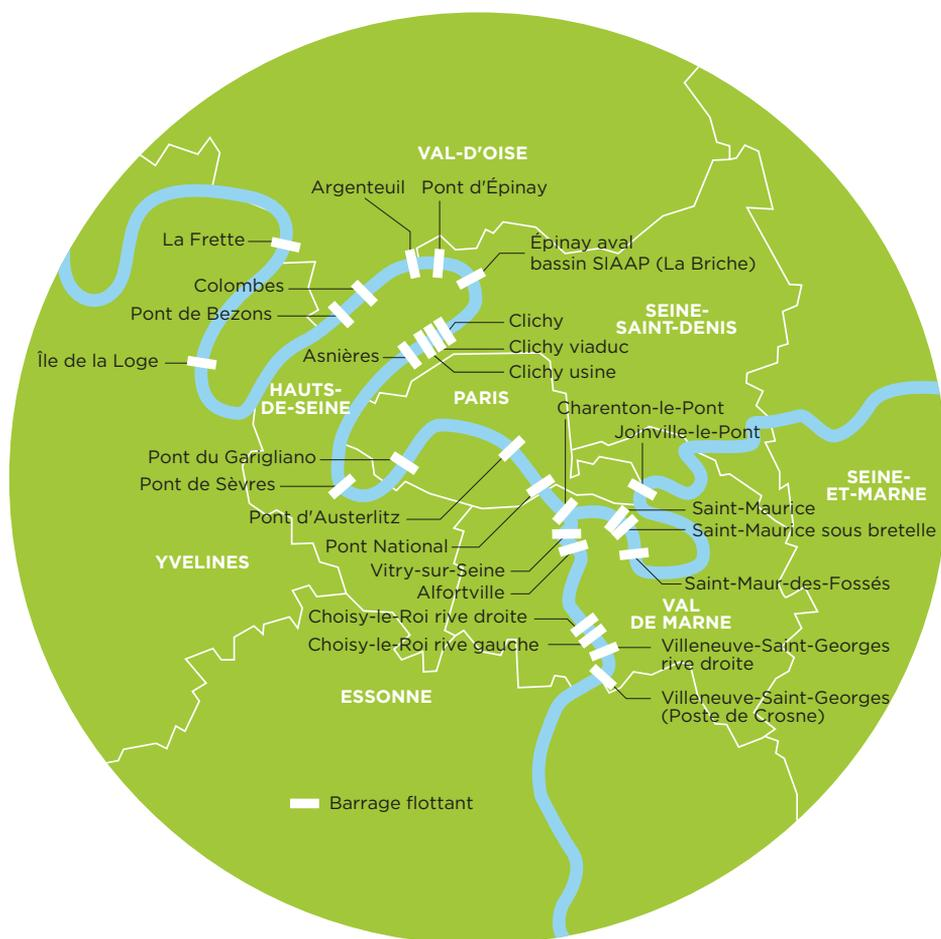 VAL-D'OISE
Argenteuil
Pont d'Épinay
La Frette
Épinay aval
bassin SIAAP (La Briche)
Colombes
Pont de Bezons
SEINE-
SAINT-DENIS
Clichy
Clichy viaduc
Clichy usine
Asnières
Île de la Loge
HAUTS-
DE-SEINE
PARIS
Charenton-le-Pont
Joinville-le-Pont
Pont du Garigliano
Pont de Sèvres
SEINE-
ET-MARNE
Pont d'Austerlitz
Saint-Maurice
Saint-Maurice sous bretelle
Pont National
YVELINES
Vitry-sur-Seine
Alfortville
Saint-Maur-des-Fossés
VAL
DE MARNE
Choisy-le-Roi rive droite
Choisy-le-Roi rive gauche
Villeneuve-Saint-Georges
rive droite
ESSONNE
Villeneuve-Saint-Georges
(Poste de Crosne)
Barrage flottant